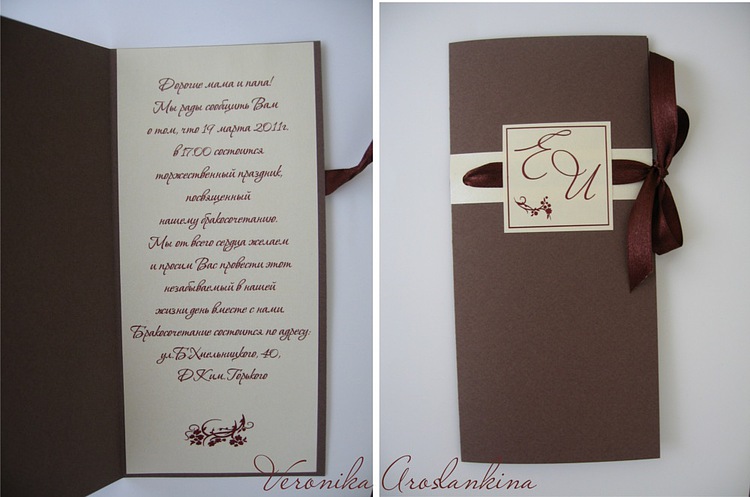 Дорогие мама и папа!
Мы рады сообщить Вам
о том, что 19 марта 2011г.
в 17.00 состоится
торжественный праздник,
посвященный
нашему бракосочетанию.
Мы от всего сердца желаем
и просим Вас провести этот
незабываемый в нашей
жизни день вместе с нами.
Бракосочетание состоится по адресу:
ул.Б.Хмельницкого, 40,
ДК им.Горького
Е И
Veronika Aroslankina